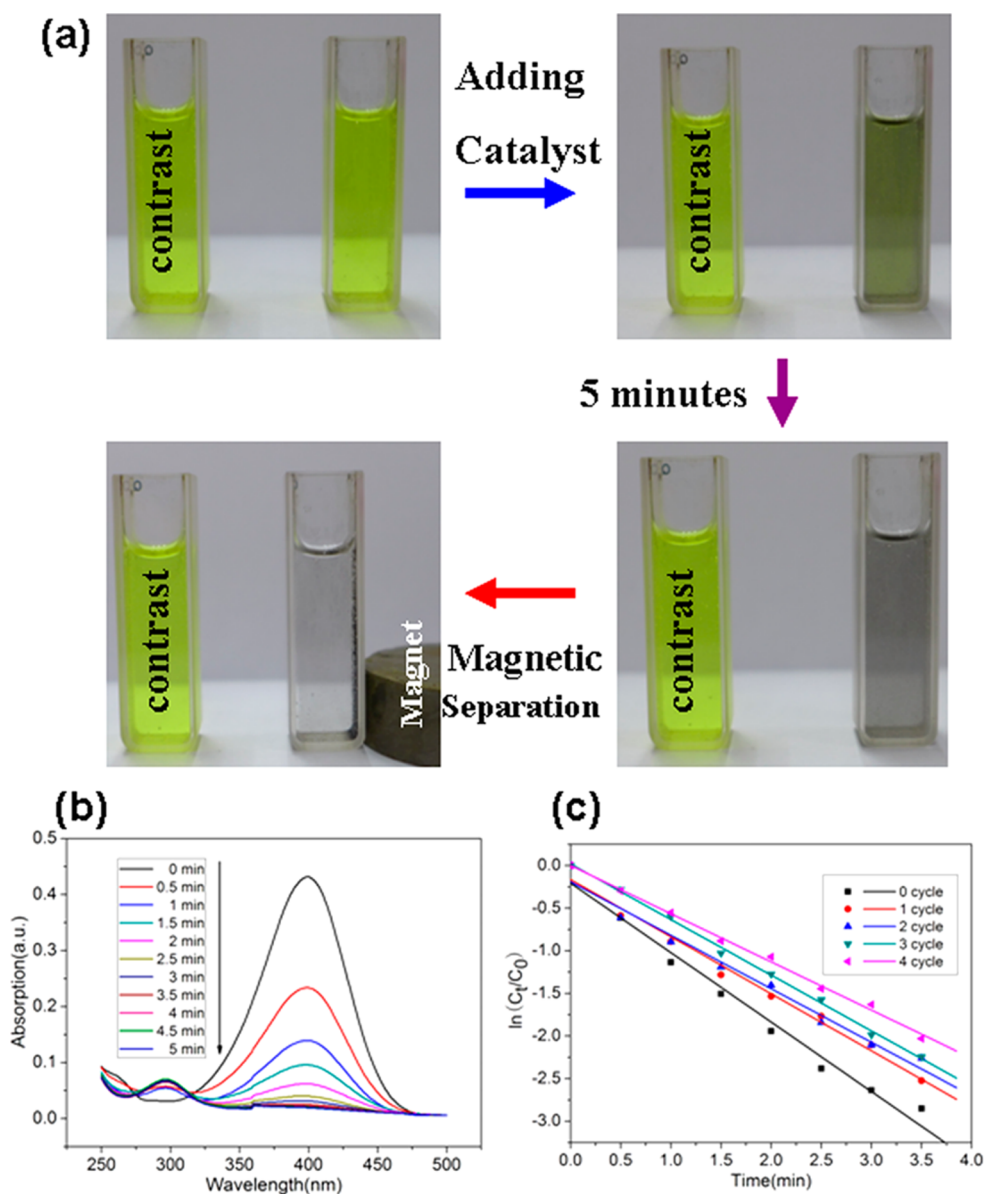 (a)
contrast
Adding
Catalyst
contrast
5 minutes
contrast
Magnet
Magnetic
Separation
contrast
(b)
0.5
0.4
0.3
0.2
0.1
0.0
Absorption(a.u.)
0 min
0.5 min
1 min
1.5 min
2 min
2.5 min
3 min
3.5 min
4 min
4.5 min
5 min
250 300 350 400 450 500
Wavelength(nm)
(c)
0.0
-0.5
-1.0
-1.5
-2.0
-2.5
-3.0
ln (Ct/C0)
0 cycle
1 cycle
2 cycle
3 cycle
4 cycle
0.0 0.5 1.0 1.5 2.0 2.5 3.0 3.5 4.0
Time(min)